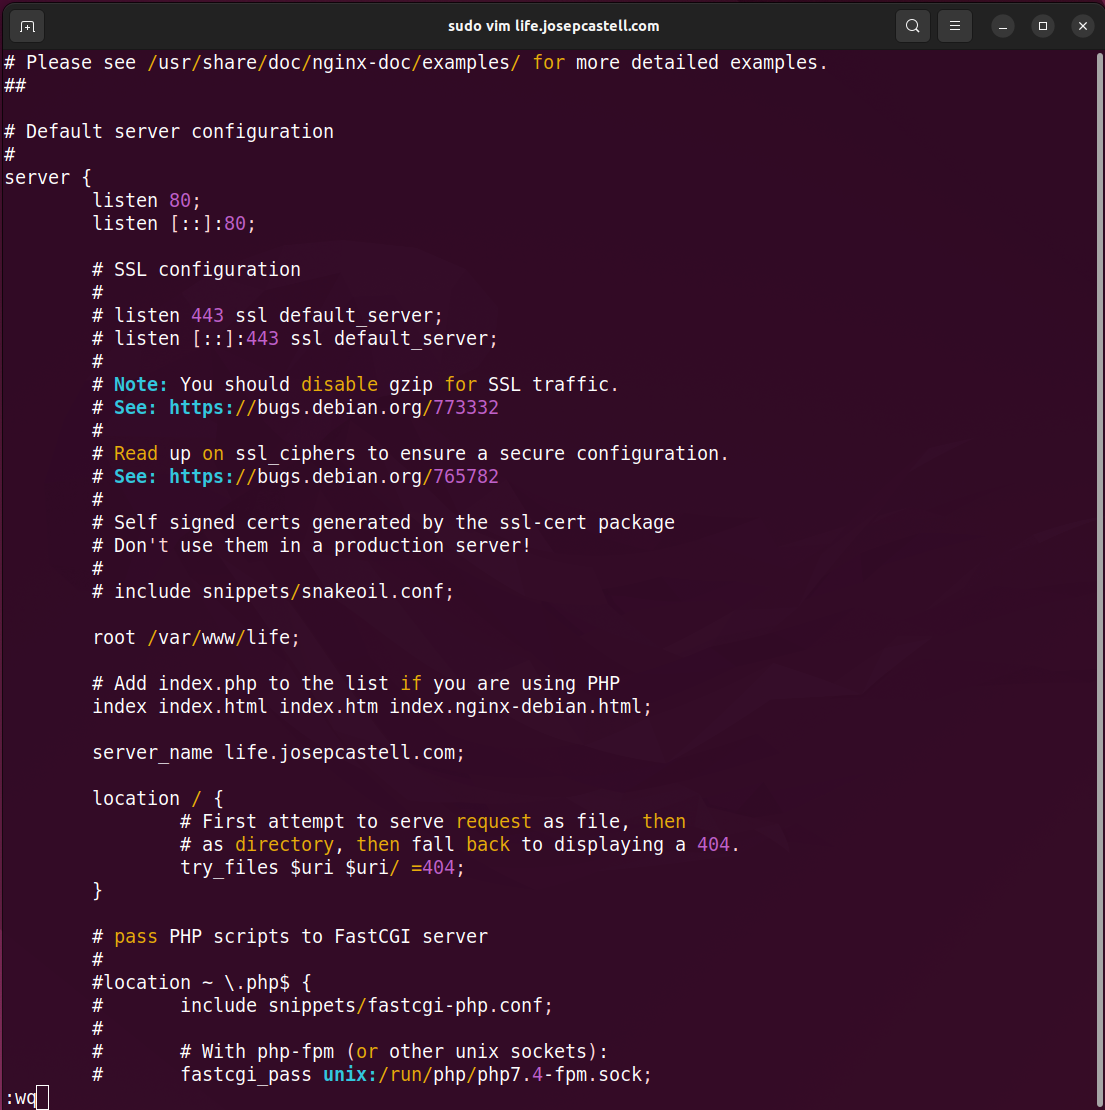 sudo vim life.josepcastell.com
# Please see /usr/share/doc/nginx-doc/examples/ for more detailed examples.
##

# Default server configuration
#
server {
        listen 80;
        listen [::]:80;

        # SSL configuration
        #
        # listen 443 ssl default_server;
        # listen [::]:443 ssl default_server;
        #
        # Note: You should disable gzip for SSL traffic.
        # See: https://bugs.debian.org/773332
        #
        # Read up on ssl_ciphers to ensure a secure configuration.
        # See: https://bugs.debian.org/765782
        #
        # Self signed certs generated by the ssl-cert package
        # Don't use them in a production server!
        #
        # include snippets/snakeoil.conf;

        root /var/www/life;

        # Add index.php to the list if you are using PHP
        index index.html index.htm index.nginx-debian.html;

        server_name life.josepcastell.com;

        location / {
                # First attempt to serve request as file, then
                # as directory, then fall back to displaying a 404.
                try_files $uri $uri/ =404;
        }

        # pass PHP scripts to FastCGI server
        #
        #location ~ \.php$ {
        #       include snippets/fastcgi-php.conf;
        #
        #       # With php-fpm (or other unix sockets):
        #       fastcgi_pass unix:/run/php/php7.4-fpm.sock;
:wq